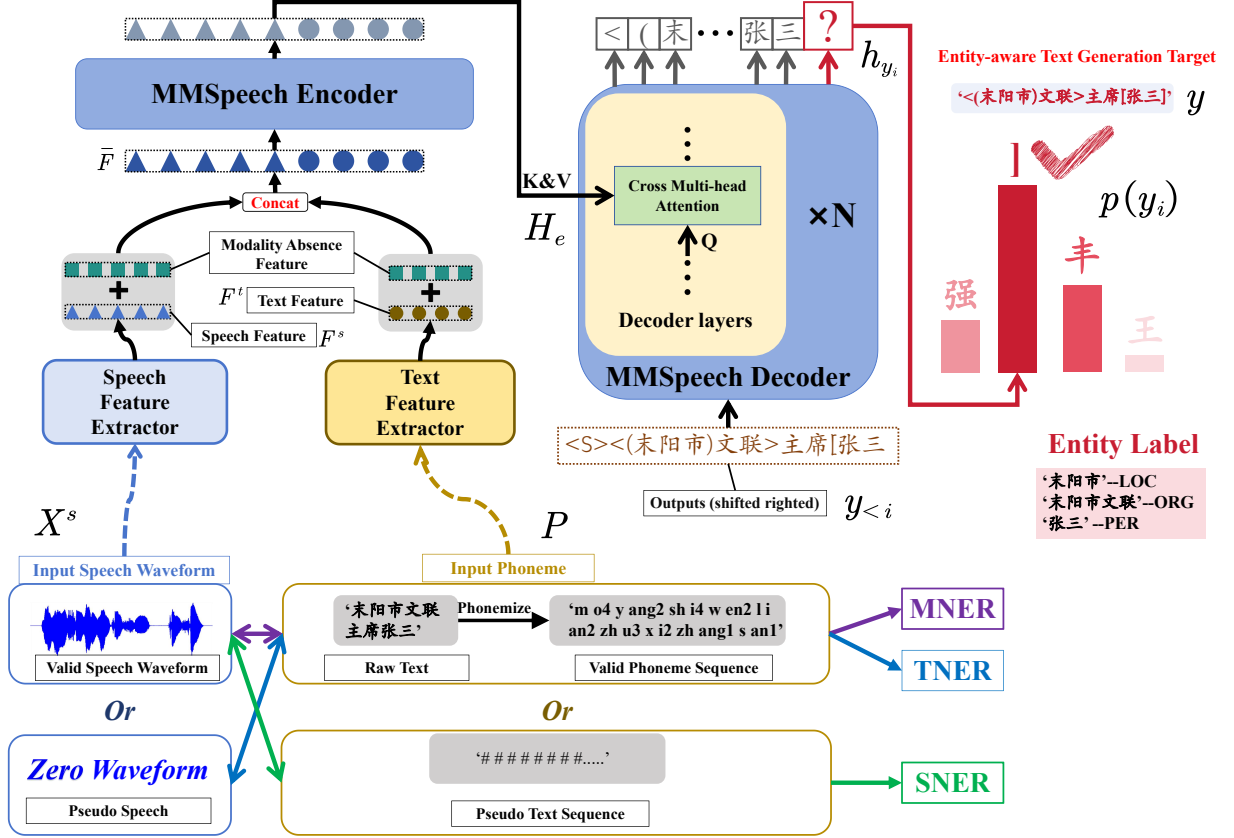 < ( 末 ··· 张 三 ?
MMSpeech Encoder
h_{y_i}
Entity-aware Text Generation Target
‘<(末阳市)文联>主席[张三]’ y
F̄
K&V
Cross Multi-head
Attention
×N
]
p(y_i)
Concat
H_e
Q
Modality Absence
Feature
丰
强
F^t
Text Feature
Decoder layers
王
Speech Feature
F^s
MMSpeech Decoder
Speech
Feature
Extractor
Text
Feature
Extractor
<S><(末阳市)文联>主席[张三
Entity Label
‘末阳市’--LOC
‘末阳市文联’--ORG
‘张三’--PER
Outputs (shifted righted)
y_{<i}
X^s
P
Input Speech Waveform
Input Phoneme
‘末阳市文联
主席张三’
Phonemize
‘m o4 y ang2 sh i4 w en2 l i
an2 zh u3 x i2 zh ang1 s an1’
MNER
Valid Speech Waveform
Raw Text
Valid Phoneme Sequence
TNER
Or
Or
‘# # # # # # # #.....’
Zero Waveform
SNER
Pseudo Speech
Pseudo Text Sequence